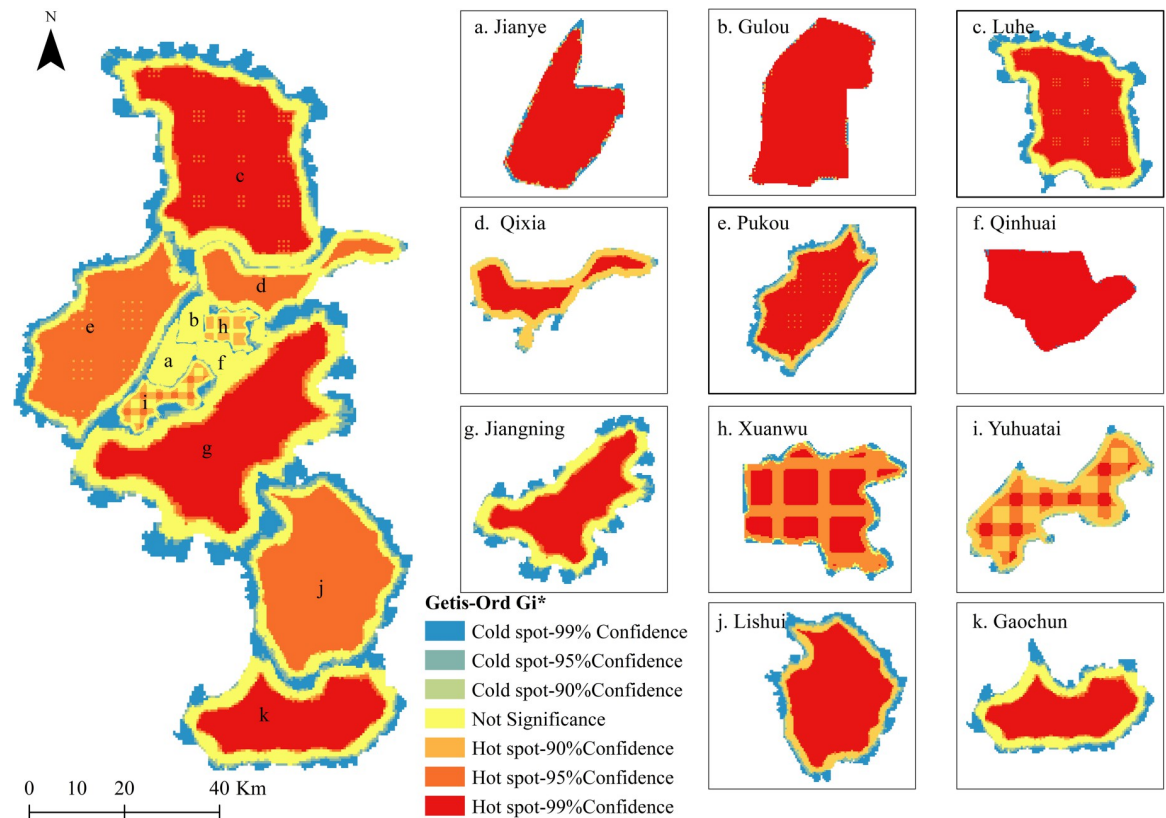 N
a. Jianye
b. Gulou
c. Luhe
d. Qixia
e. Pukou
f. Qinhuai
g. Jiangning
h. Xuanwu
i. Yuhuatai
j. Lishui
k. Gaochun
c
d
e
b
h
a
f
i
g
j
k
Getis-Ord Gi*
Cold spot-99% Confidence
Cold spot-95%Confidence
Cold spot-90%Confidence
Not Significance
Hot spot-90%Confidence
Hot spot-95%Confidence
Hot spot-99%Confidence
0 10 20 40 Km